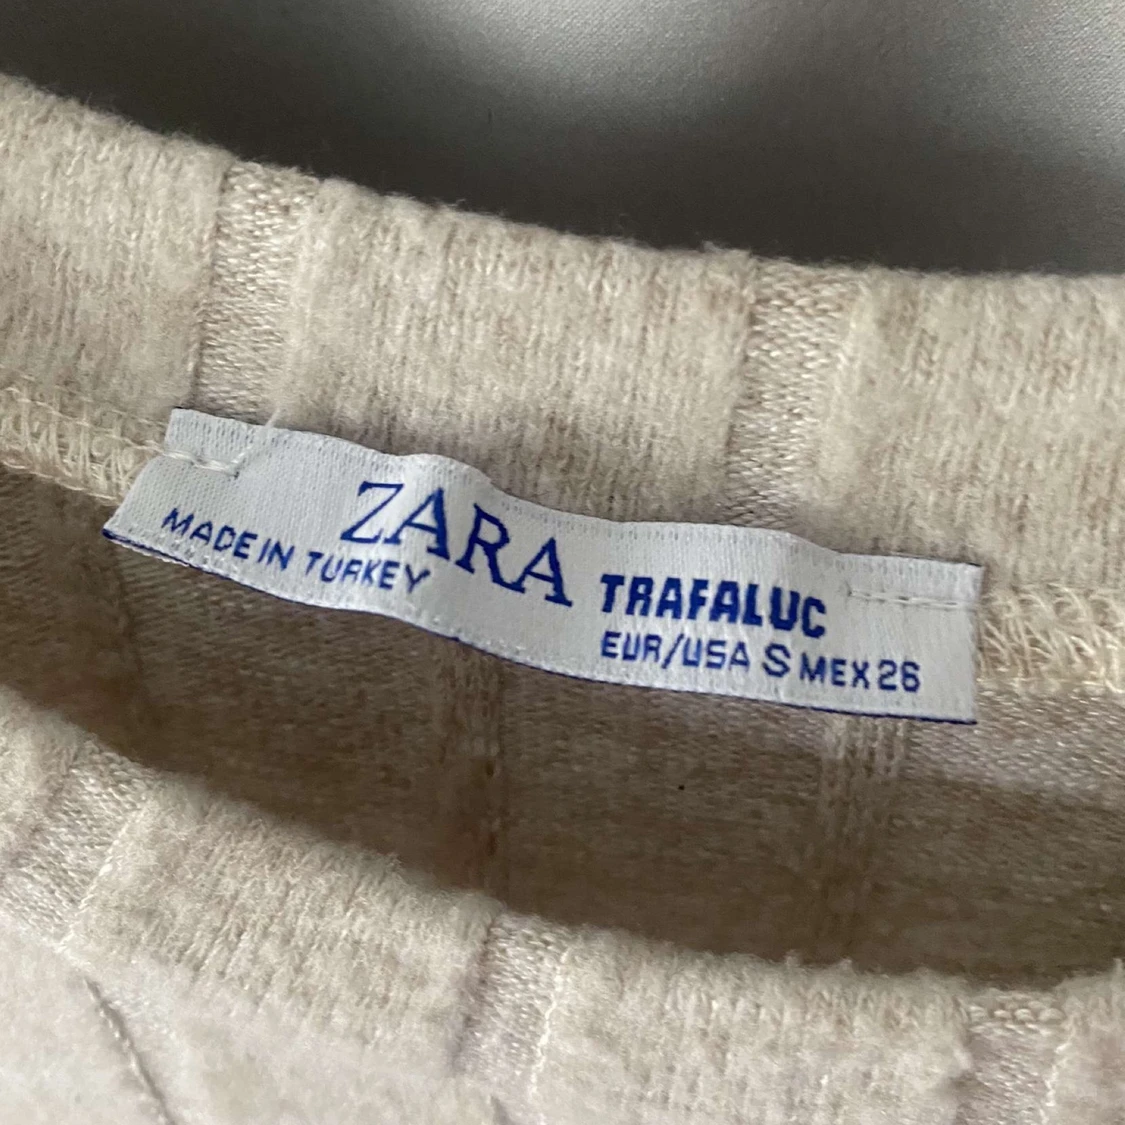 ZARA
MADE IN TURKEY
TRAFALUC
EUR/USA S MEX 26